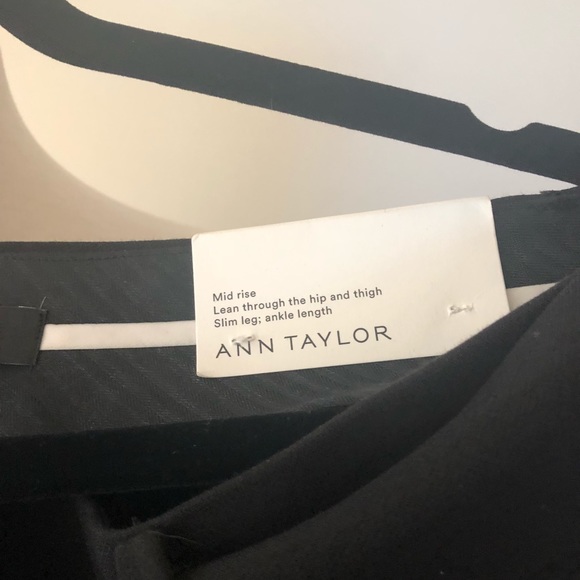 Mid rise
Lean through the hip and thigh
Slim leg; ankle length
ANN TAYLOR